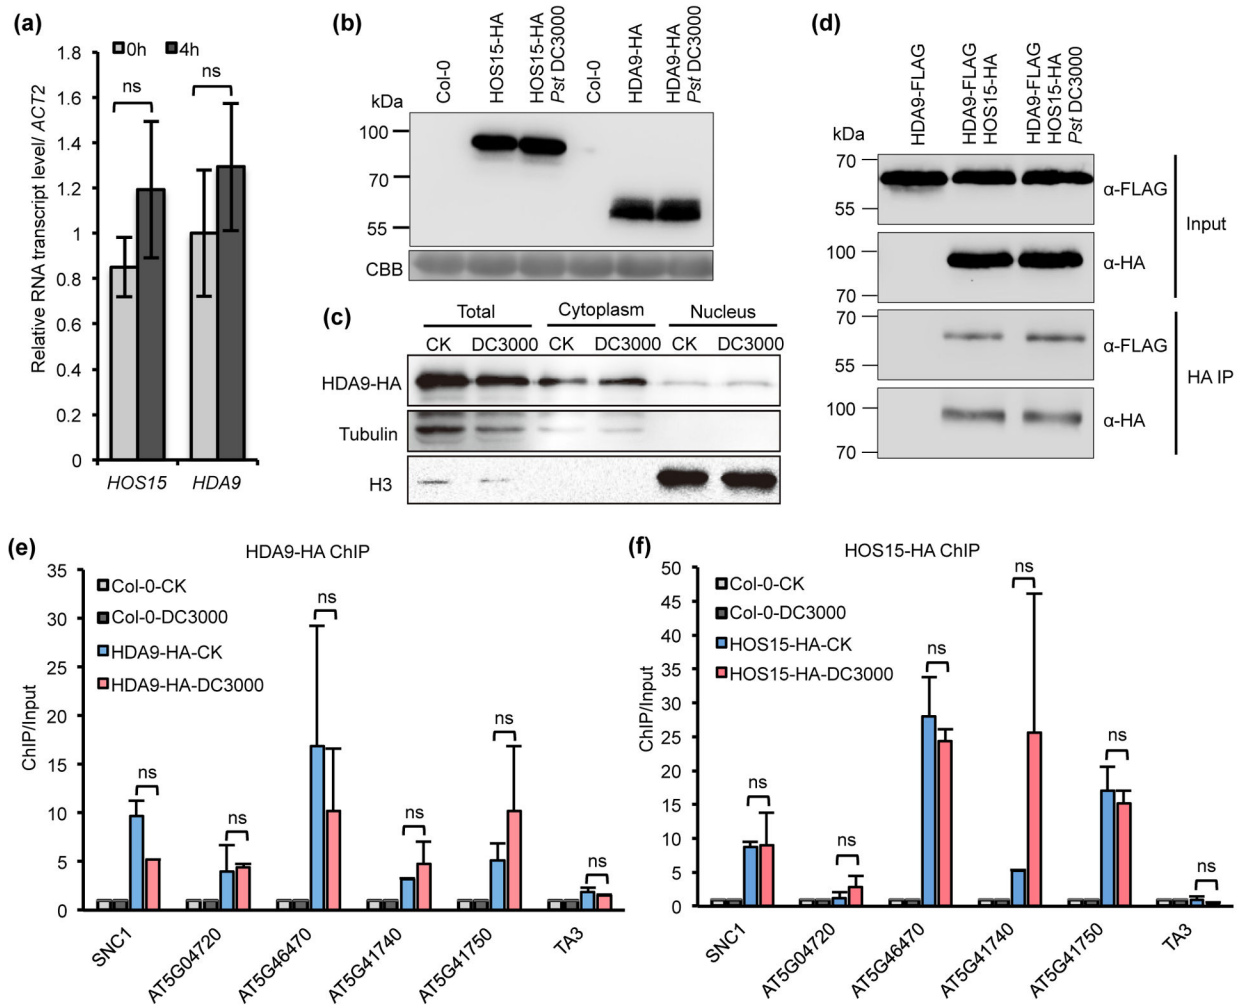 (a)
0h 4h
1.8
1.6
1.4
1.2
1
0.8
0.6
0.4
0.2
0
Relative RNA transcript level/ ACT2
ns
ns
HOS15 HDA9
(b)
Col-0
HOS15-HA
HOS15-HA
Pst DC3000
Col-0
HDA9-HA
HDA9-HA
Pst DC3000
kDa
100
70
55
CBB
(c)
Total Cytoplasm Nucleus
CK DC3000 CK DC3000 CK DC3000
HDA9-HA
Tubulin
H3
(d)
HDA9-FLAG
HDA9-FLAG
HOS15-HA
HDA9-FLAG
HOS15-HA
Pst DC3000
kDa
70
55
α-FLAG
100
70
α-HA
Input
70
55
α-FLAG
100
70
α-HA
HA IP
(e)
HDA9-HA ChIP
Col-0-CK
Col-0-DC3000
HDA9-HA-CK
HDA9-HA-DC3000
35
30
25
20
15
10
5
0
ChIP/Input
ns
ns
ns
ns
ns
ns
SNC1
AT5G04720
AT5G46470
AT5G41740
AT5G41750
TA3
(f)
HOS15-HA ChIP
Col-0-CK
Col-0-DC3000
HOS15-HA-CK
HOS15-HA-DC3000
50
45
40
35
30
25
20
15
10
5
0
ChIP/Input
ns
ns
ns
ns
ns
ns
SNC1
AT5G04720
AT5G46470
AT5G41740
AT5G41750
TA3